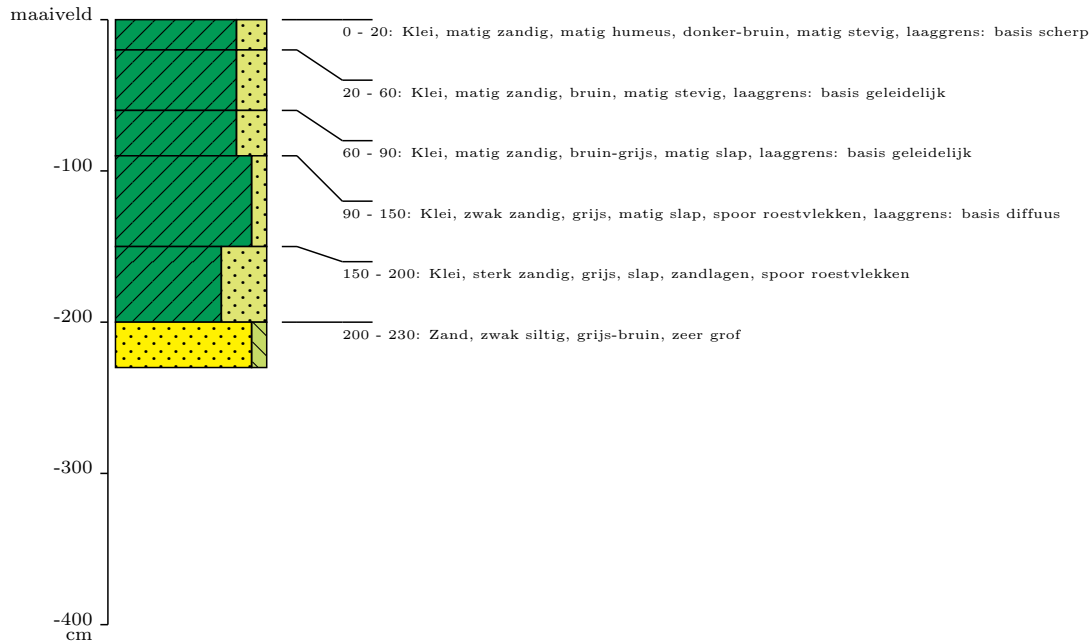 maaiveld
0 - 20: Klei, matig zandig, matig humeus, donker-bruin, matig stevig, laaggrens: basis scherp
20 - 60: Klei, matig zandig, bruin, matig stevig, laaggrens: basis geleidelijk
60 - 90: Klei, matig zandig, bruin-grijs, matig slap, laaggrens: basis geleidelijk
-100
90 - 150: Klei, zwak zandig, grijs, matig slap, spoor roestvlekken, laaggrens: basis diffuus
150 - 200: Klei, sterk zandig, grijs, slap, zandlagen, spoor roestvlekken
-200
200 - 230: Zand, zwak siltig, grijs-bruin, zeer grof
-300
-400
cm